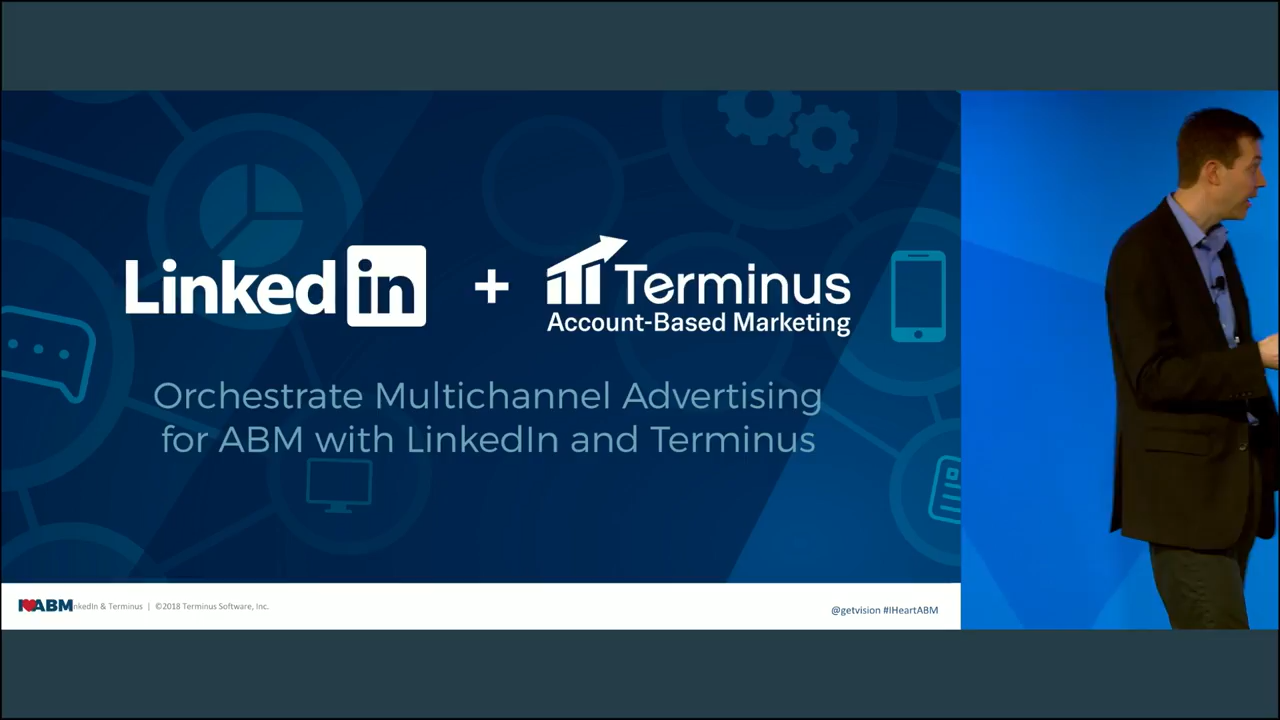 LinkedIn + Terminus
Account-Based Marketing
Orchestrate Multichannel Advertising
for ABM with LinkedIn and Terminus
I ABM nkedIn & Terminus | ©2018 Terminus Software, Inc.
@getvision #IHeartABM